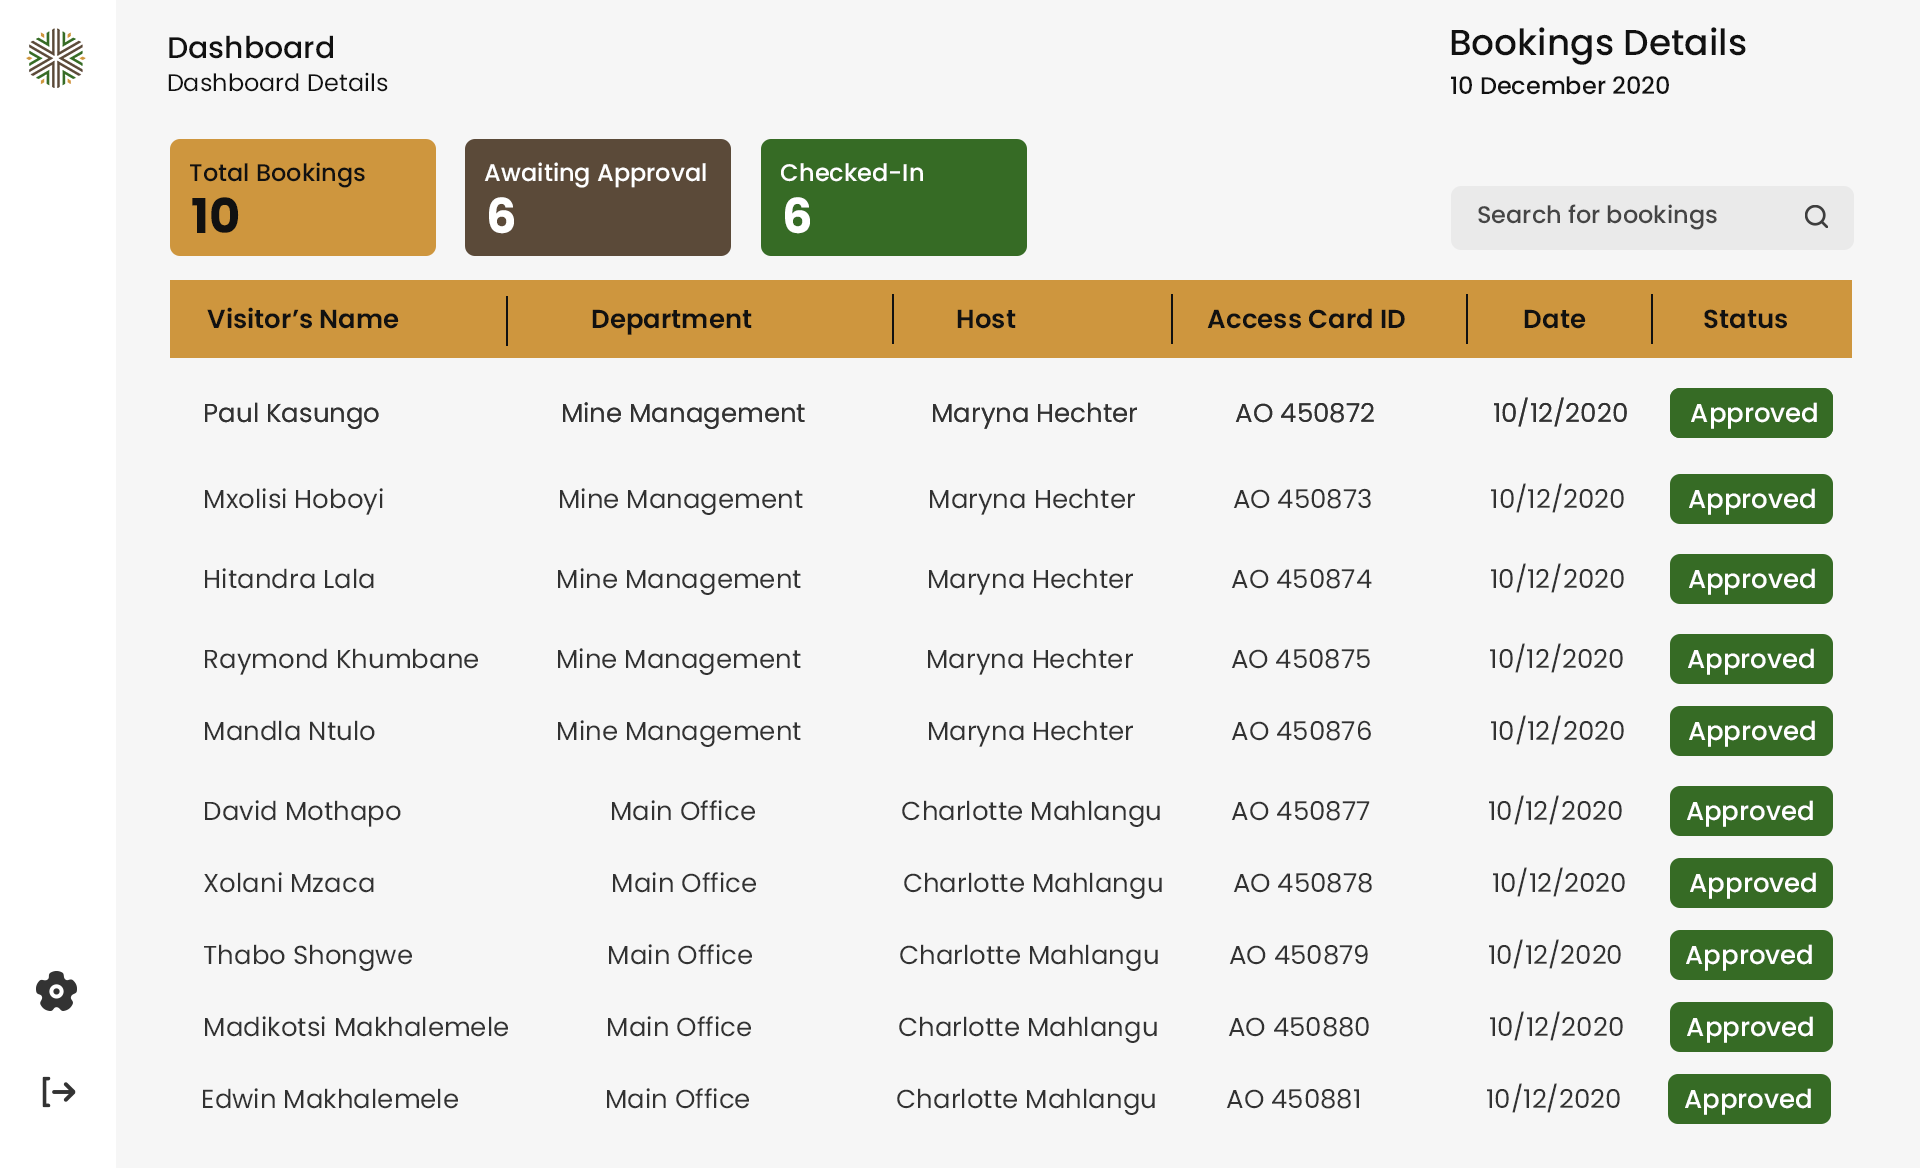 Dashboard
Dashboard Details
Bookings Details
10 December 2020
Total Bookings
10
Awaiting Approval
6
Checked-In
6
Search for bookings
Visitor’s Name Department Host Access Card ID Date Status
Paul Kasungo Mine Management Maryna Hechter AO 450872 10/12/2020 Approved
Mxolisi Hoboyi Mine Management Maryna Hechter AO 450873 10/12/2020 Approved
Hitandra Lala Mine Management Maryna Hechter AO 450874 10/12/2020 Approved
Raymond Khumbane Mine Management Maryna Hechter AO 450875 10/12/2020 Approved
Mandla Ntulo Mine Management Maryna Hechter AO 450876 10/12/2020 Approved
David Mothapo Main Office Charlotte Mahlangu AO 450877 10/12/2020 Approved
Xolani Mzaca Main Office Charlotte Mahlangu AO 450878 10/12/2020 Approved
Thabo Shongwe Main Office Charlotte Mahlangu AO 450879 10/12/2020 Approved
Madikotsi Makhalemele Main Office Charlotte Mahlangu AO 450880 10/12/2020 Approved
Edwin Makhalemele Main Office Charlotte Mahlangu AO 450881 10/12/2020 Approved